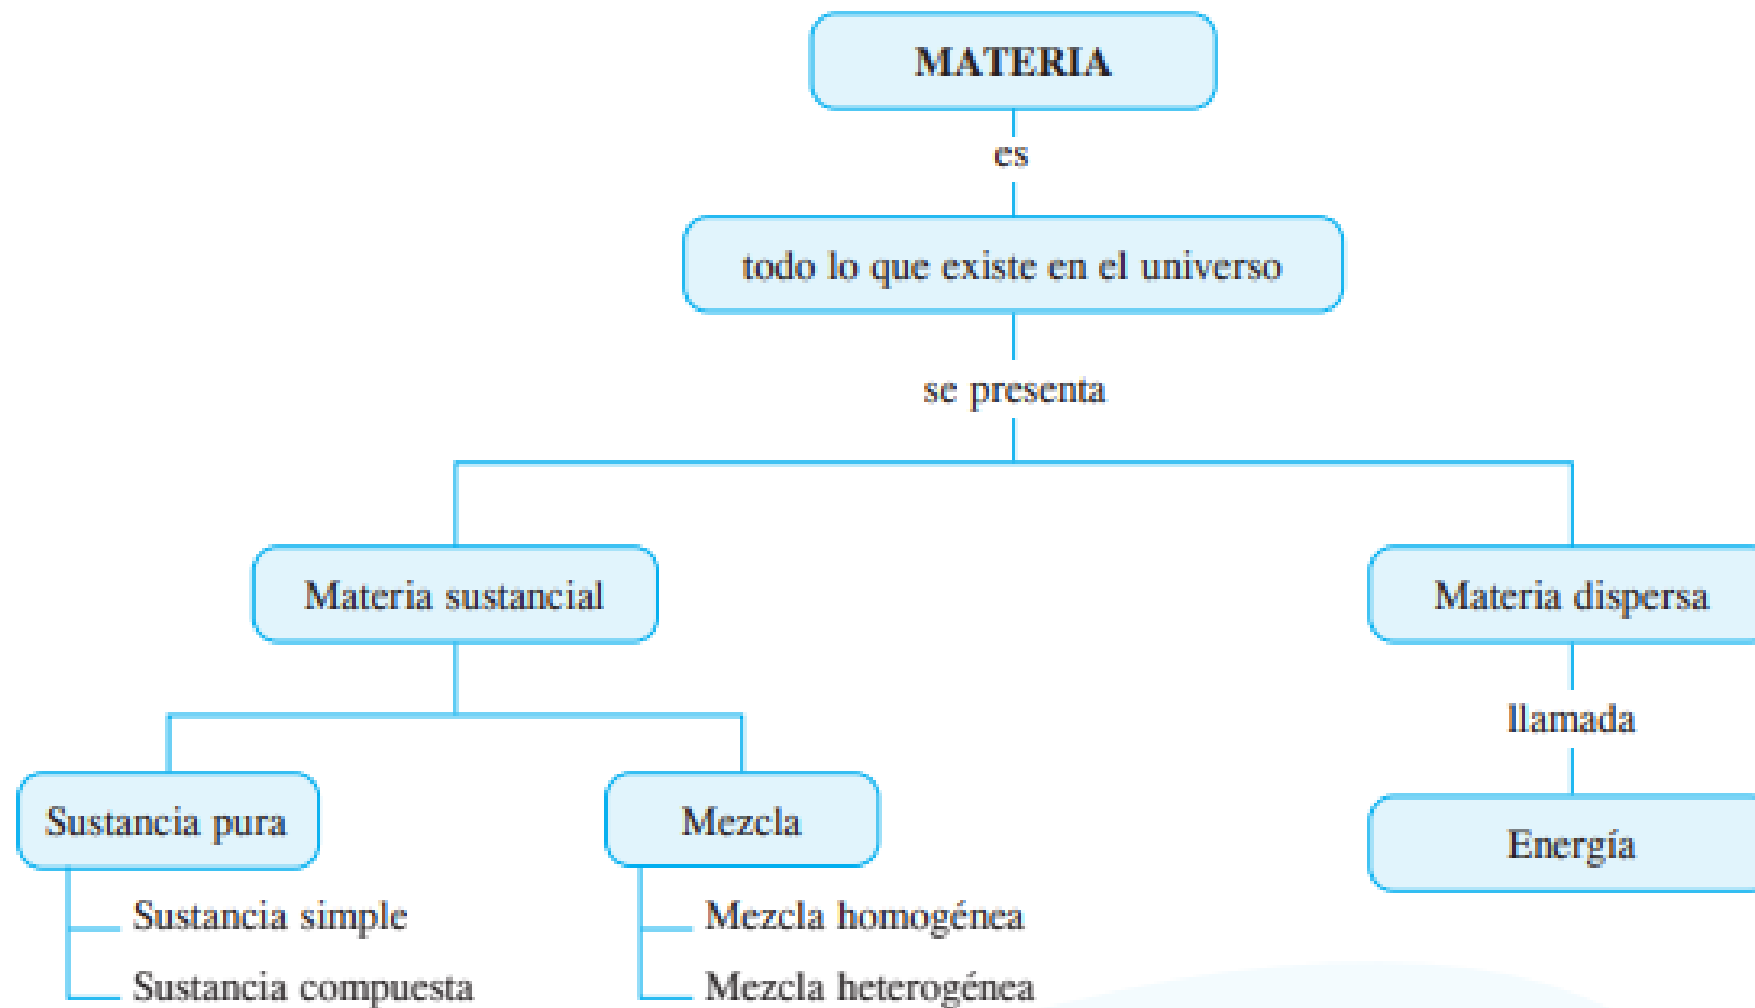 MATERIA
es
todo lo que existe en el universo
se presenta
Materia sustancial
Materia dispersa
llamada
Sustancia pura
Mezcla
Energía
Sustancia simple
Mezcla homogénea
Sustancia compuesta
Mezcla heterogénea